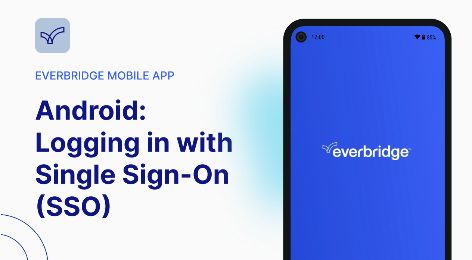 EVERBRIDGE MOBILE APP
Android:
Logging in with
Single Sign-On
(SSO)
everbridge